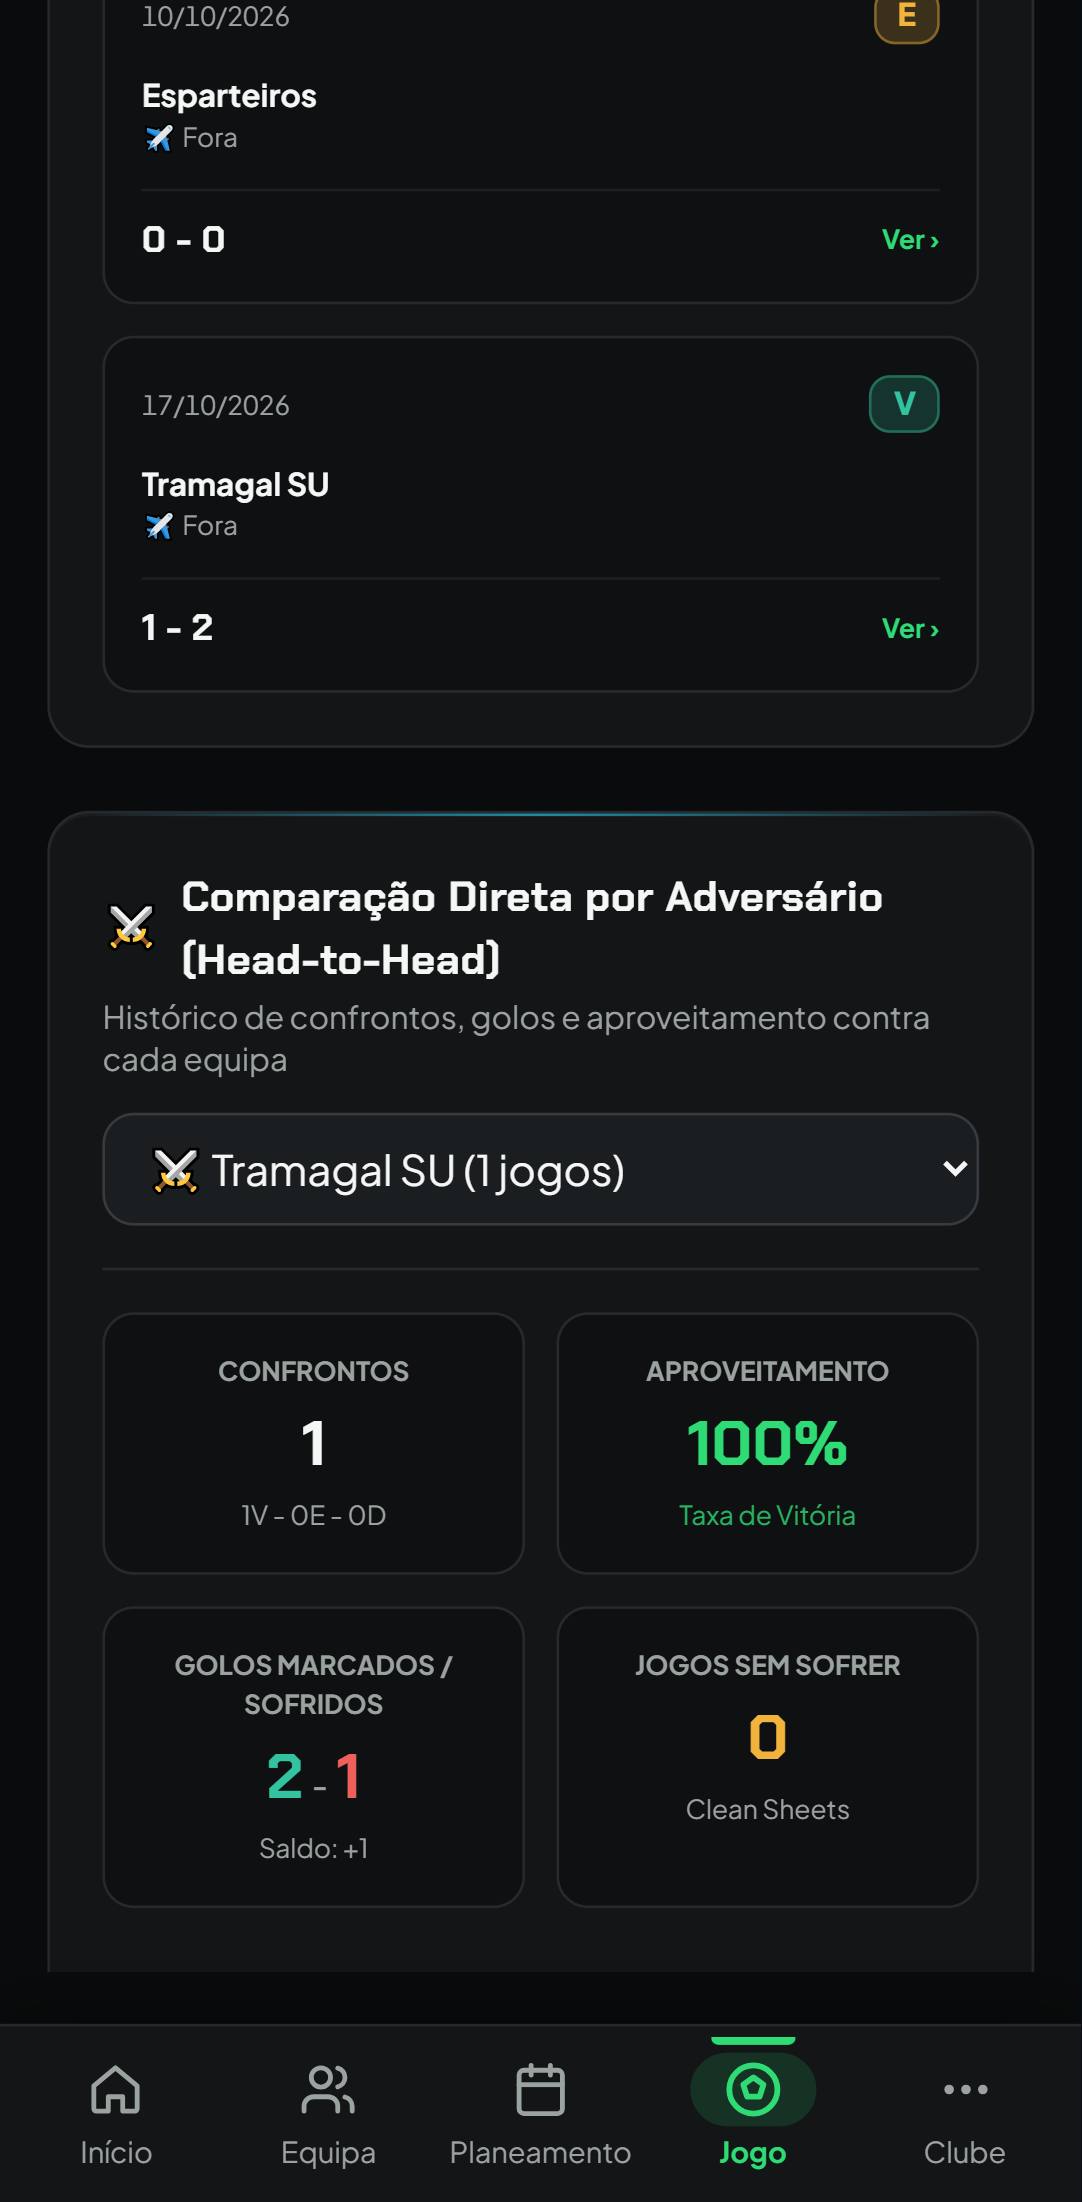 10/10/2026
E
Esparteiros
Fora
0 - 0
Ver ›
17/10/2026
V
Tramagal SU
Fora
1 - 2
Ver ›
Comparação Direta por Adversário
(Head-to-Head)
Histórico de confrontos, golos e aproveitamento contra
cada equipa
Tramagal SU (1 jogos)
CONFRONTOS
1
1V - 0E - 0D
APROVEITAMENTO
100%
Taxa de Vitória
GOLOS MARCADOS /
SOFRIDOS
2 - 1
Saldo: +1
JOGOS SEM SOFRER
0
Clean Sheets
Início
Equipa
Planeamento
Jogo
Clube